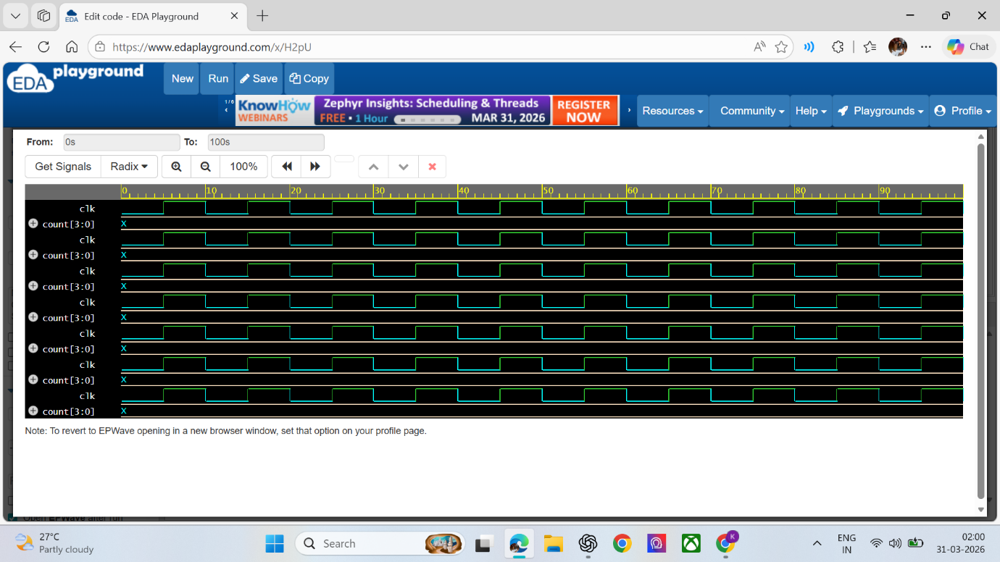 EDA Edit code - EDA Playground
https://www.edaplayground.com/x/H2pU
Chat
EDA playground
New Run Save Copy
1/6
KnowHow WEBINARS
Zephyr Insights: Scheduling & Threads
FREE • 1 Hour MAR 31, 2026
REGISTER NOW
Resources Community Help Playgrounds Profile
From: 0s To: 100s
Get Signals Radix 100%
0 10 20 30 40 50 60 70 80 90
clk
count[3:0] X
clk
count[3:0] X
clk
count[3:0] X
clk
count[3:0] X
clk
count[3:0] X
clk
count[3:0] X
clk
count[3:0] X
Note: To revert to EPWave opening in a new browser window, set that option on your profile page.
Open EPWave after run
27°C
Partly cloudy
Search
K
ENG
IN
02:00
31-03-2026